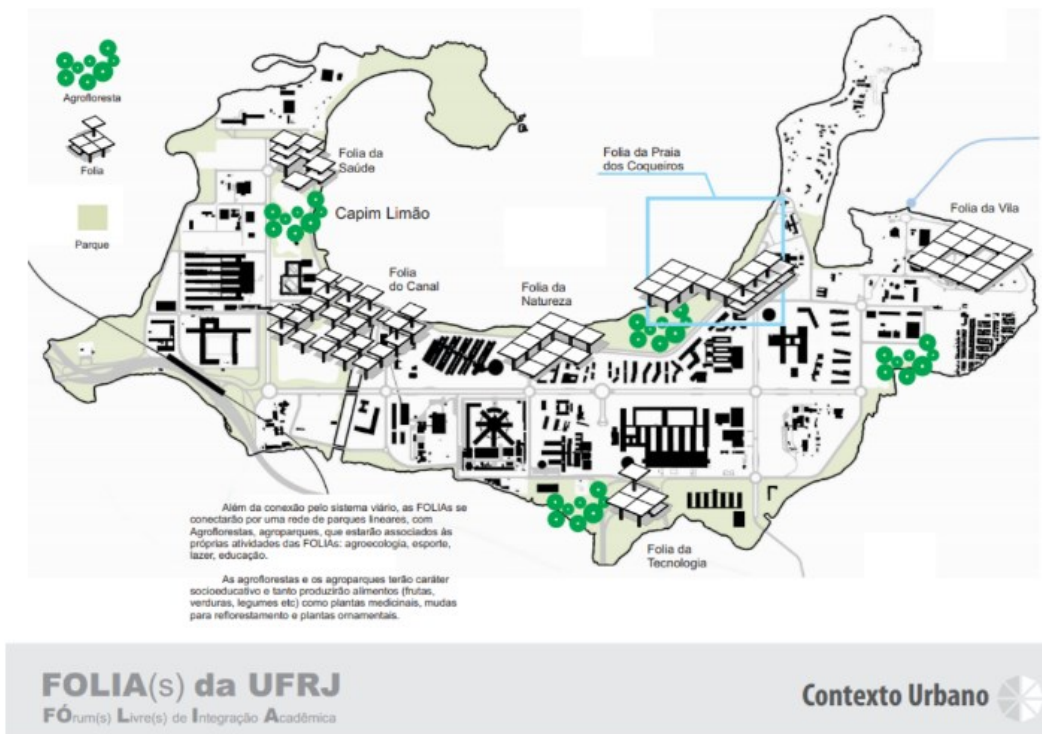 Agrofloresta
Folia
Parque
Folia da
Saúde
Capim Limão
Folia
do Canal
Folia da
Natureza
Folia da Praia
dos Coqueiros
Folia da Vila
Folia da
Tecnologia
Além da conexão pelo sistema viário, as FOLIAs se
conectarão por uma rede de parques lineares, com
Agroflorestas, agroparques, que estarão associados às
próprias atividades das FOLIAs: agroecologia, esporte,
lazer, educação.
As agroflorestas e os agroparques terão caráter
socioeducativo e tanto produzirão alimentos (frutas,
verduras, legumes etc) como plantas medicinais, mudas
para reflorestamento e plantas ornamentais.
FOLIA(s) da UFRJ
FÓrum(s) Livre(s) de Integração Acadêmica
Contexto Urbano